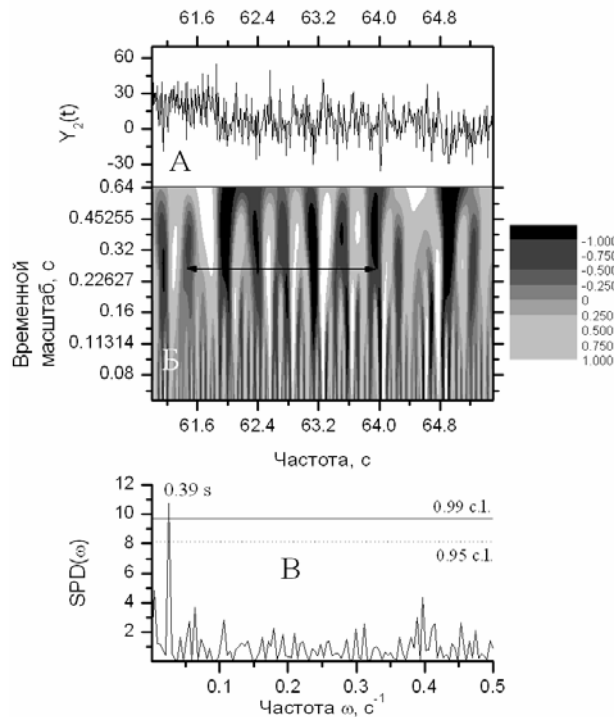 61.6 62.4 63.2 64.0 64.8
60
30
0
-30
Y₂(t)
А
0.64
0.45255
0.32
0.22627
0.16
0.11314
0.08
Временной
масштаб, с
Б
-1.000
-0.750
-0.500
-0.250
0
0.250
0.500
0.750
1.000
61.6 62.4 63.2 64.0 64.8
Частота, с
12
10
8
6
4
2
SPD(ω)
0.39 s
0.99 c.l.
0.95 c.l.
В
0.1 0.2 0.3 0.4 0.5
Частота ω, с⁻¹